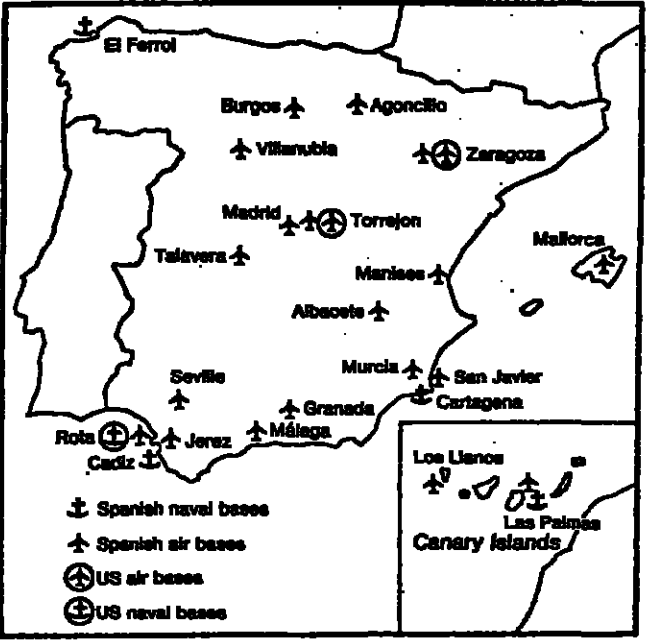 El Ferrol
Burgos
Agoncillo
Villanubla
Zaragoza
Madrid
Torrejon
Mallorca
Talavera
Manises
Albacete
Murcia
San Javier
Seville
Cartagena
Granada
Rota
Jerez
Málaga
Cadiz
Los Llanos
Las Palmas
Canary Islands
Spanish naval bases
Spanish air bases
US air bases
US naval bases